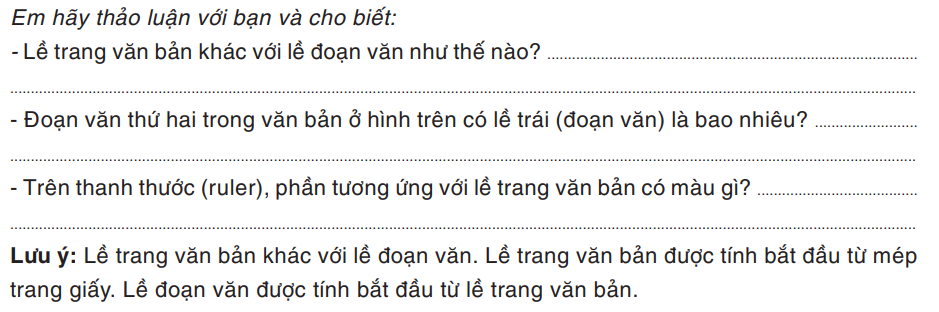 Em hãy thảo luận với bạn và cho biết:
- Lề trang văn bản khác với lề đoạn văn như thế nào? ........................................................
................................................................................................................................
- Đoạn văn thứ hai trong văn bản ở hình trên có lề trái (đoạn văn) là bao nhiêu? ................
................................................................................................................................
- Trên thanh thước (ruler), phần tương ứng với lề trang văn bản có màu gì? ........................
................................................................................................................................
Lưu ý: Lề trang văn bản khác với lề đoạn văn. Lề trang văn bản được tính bắt đầu từ mép
trang giấy. Lề đoạn văn được tính bắt đầu từ lề trang văn bản.